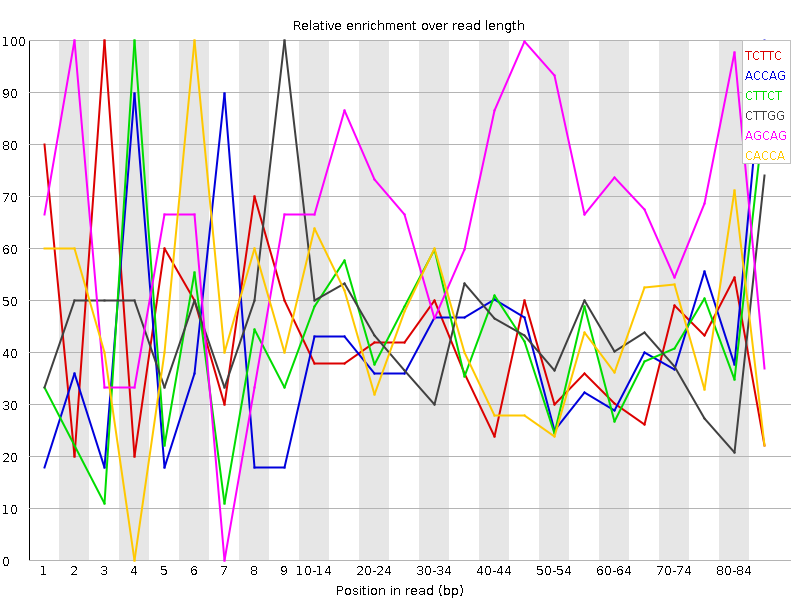 Relative enrichment over read length
100
90
80
70
60
50
40
30
20
10
0
TCTTC
ACCAG
CTTCT
CTTGG
AGCAG
CACCA
1 2 3 4 5 6 7 8 9 10-14 20-24 30-34 40-44 50-54 60-64 70-74 80-84
Position in read (bp)